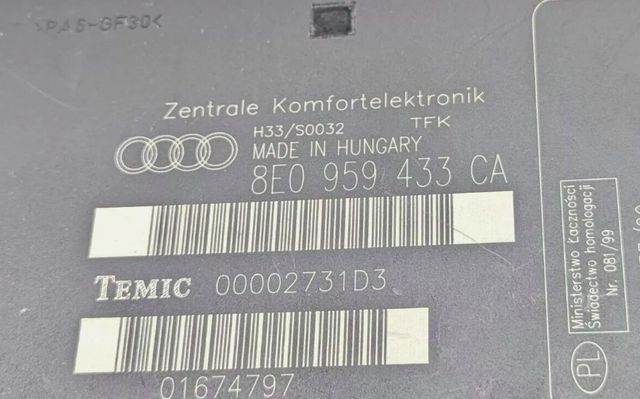 >PA6-GF30<
Zentrale Komfortelektronik
H33/S0032 TFK
MADE IN HUNGARY
8E0 959 433 CA
TEMIC 00002731D3
01674797
Ministerstwo Łączności
Świadectwo homologacji
Nr. 081/99
PL